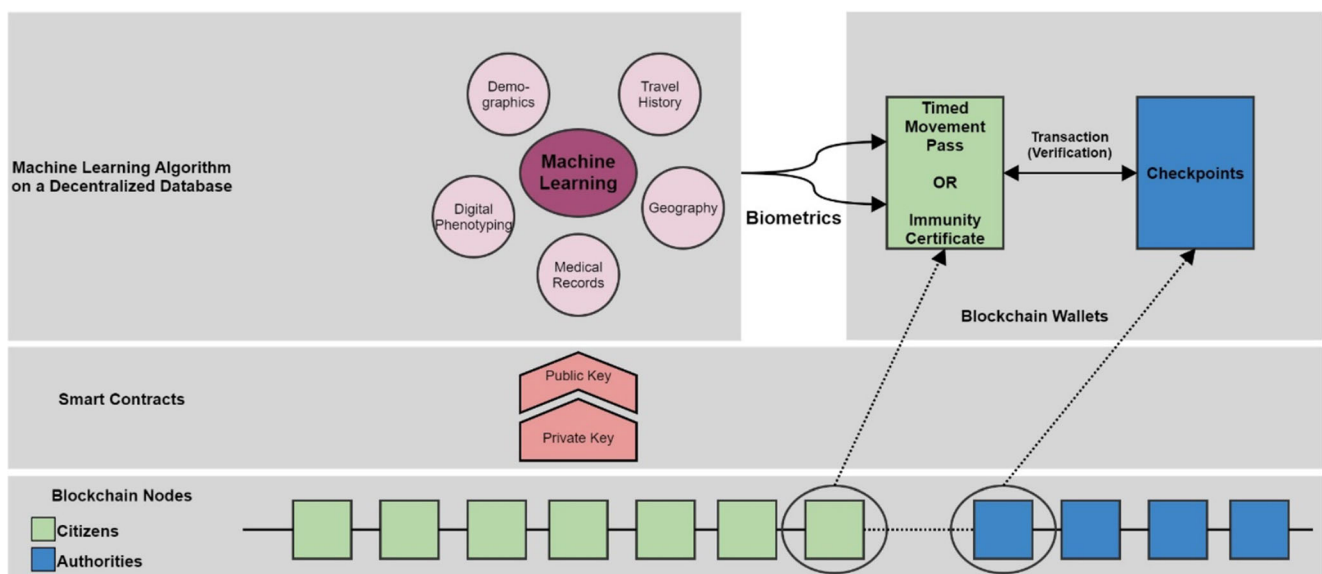 Machine Learning Algorithm
on a Decentralized Database
Demo-
graphics
Travel
History
Machine
Learning
Digital
Phenotyping
Geography
Medical
Records
Biometrics
Timed
Movement
Pass
OR
Immunity
Certificate
Transaction
(Verification)
Checkpoints
Blockchain Wallets
Smart Contracts
Public Key
Private Key
Blockchain Nodes
Citizens
Authorities